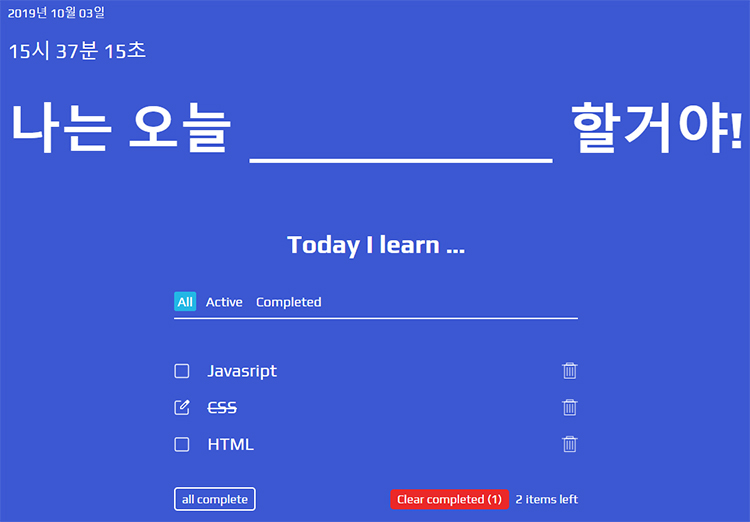 2019년 10월 03일
15시 37분 15초
나는 오늘 할거야!
Today I learn ...
All Active Completed
Javasript
CSS
HTML
all complete Clear completed (1) 2 items left